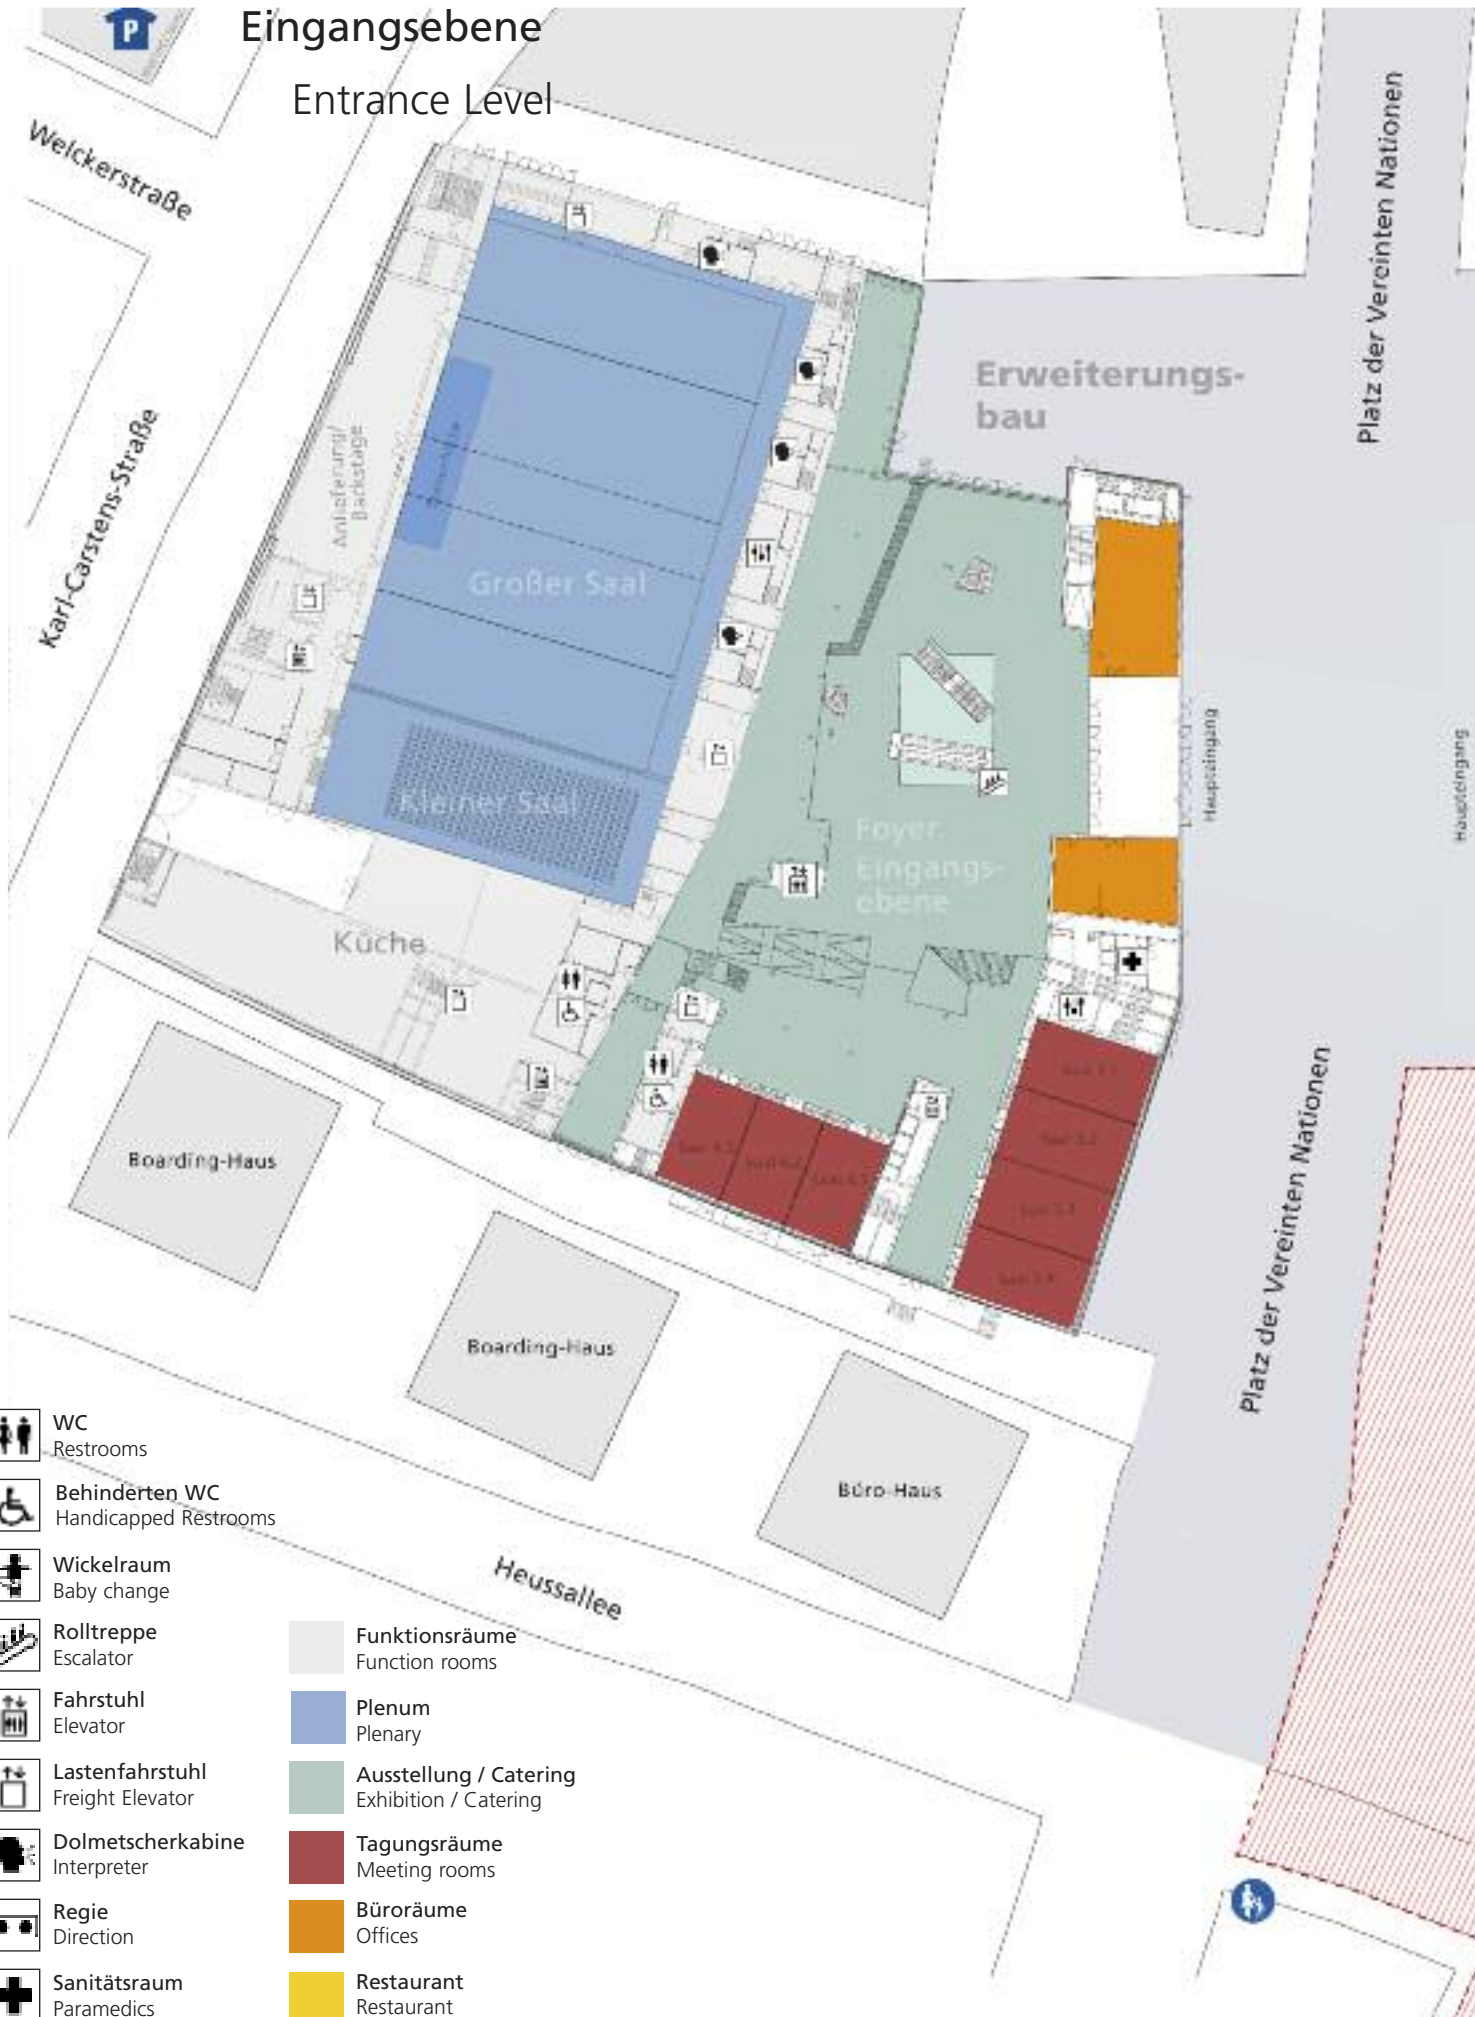 P
Eingangsebene
Entrance Level
Welckerstraße
Karl-Carstens-Straße
Platz der Vereinten Nationen
Erweiterungs-
bau
Anlieferung/
Backstage
Großer Saal
Kleiner Saal
Foyer
Eingangs-
ebene
Haupteingang
Haupteingang
Küche
Boarding-Haus
Boarding-Haus
Büro-Haus
Platz der Vereinten Nationen
Heussallee
WC
Restrooms
Behinderten WC
Handicapped Restrooms
Wickelraum
Baby change
Rolltreppe
Escalator
Fahrstuhl
Elevator
Lastenfahrstuhl
Freight Elevator
Dolmetscherkabine
Interpreter
Regie
Direction
Sanitätsraum
Paramedics
Funktionsräume
Function rooms
Plenum
Plenary
Ausstellung / Catering
Exhibition / Catering
Tagungsräume
Meeting rooms
Büroräume
Offices
Restaurant
Restaurant